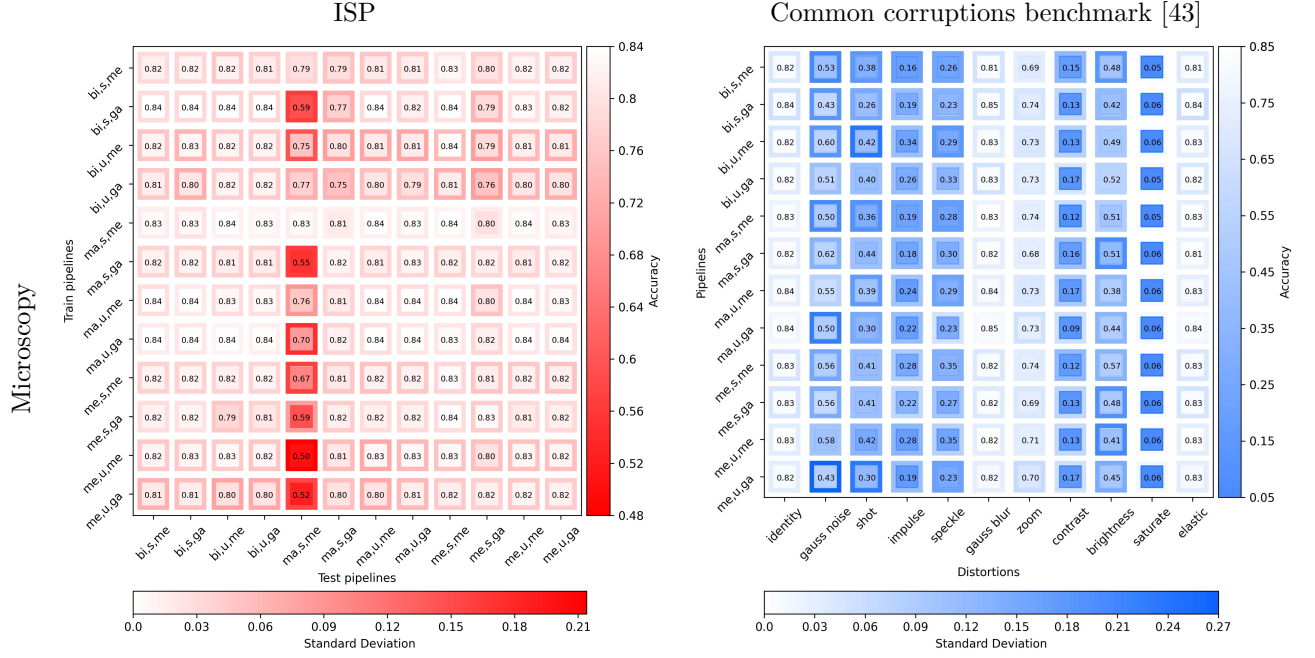 ISP
Common corruptions benchmark [43]
Microscopy
Train pipelines
bi,s,me 0.82 0.82 0.82 0.81 0.79 0.79 0.81 0.81 0.83 0.80 0.82 0.82
bi,s,ga 0.84 0.84 0.84 0.84 0.59 0.77 0.84 0.82 0.84 0.79 0.83 0.82
bi,u,me 0.82 0.83 0.82 0.82 0.75 0.80 0.81 0.81 0.84 0.79 0.81 0.81
bi,u,ga 0.81 0.80 0.82 0.82 0.77 0.75 0.80 0.79 0.81 0.76 0.80 0.80
ma,s,me 0.83 0.83 0.84 0.83 0.83 0.81 0.84 0.83 0.83 0.80 0.84 0.83
ma,s,ga 0.82 0.82 0.81 0.81 0.55 0.82 0.81 0.83 0.82 0.82 0.81 0.82
ma,u,me 0.84 0.84 0.83 0.83 0.76 0.81 0.84 0.84 0.83 0.80 0.84 0.83
ma,u,ga 0.84 0.84 0.84 0.84 0.70 0.82 0.84 0.84 0.83 0.82 0.84 0.84
me,s,me 0.82 0.82 0.81 0.82 0.67 0.81 0.82 0.82 0.83 0.81 0.82 0.82
me,s,ga 0.82 0.82 0.79 0.81 0.59 0.82 0.82 0.82 0.84 0.83 0.81 0.82
me,u,me 0.82 0.83 0.83 0.82 0.50 0.81 0.83 0.83 0.83 0.80 0.83 0.82
me,u,ga 0.81 0.81 0.80 0.80 0.52 0.80 0.80 0.81 0.82 0.80 0.82 0.82
bi,s,me bi,s,ga bi,u,me bi,u,ga ma,s,me ma,s,ga ma,u,me ma,u,ga me,s,me me,s,ga me,u,me me,u,ga
Test pipelines
0.84
0.8
0.76
0.72
0.68
0.64
0.6
0.56
0.52
0.48
Accuracy
0.0 0.03 0.06 0.09 0.12 0.15 0.18 0.21
Standard Deviation
Pipelines
bi,s,me 0.82 0.53 0.38 0.16 0.26 0.81 0.69 0.15 0.48 0.05 0.81
bi,s,ga 0.84 0.43 0.26 0.19 0.23 0.85 0.74 0.13 0.42 0.06 0.84
bi,u,me 0.82 0.60 0.42 0.34 0.29 0.83 0.73 0.13 0.49 0.06 0.83
bi,u,ga 0.82 0.51 0.40 0.26 0.33 0.83 0.73 0.17 0.52 0.05 0.82
ma,s,me 0.83 0.50 0.36 0.19 0.28 0.83 0.74 0.12 0.51 0.05 0.83
ma,s,ga 0.82 0.62 0.44 0.18 0.30 0.82 0.68 0.16 0.51 0.06 0.81
ma,u,me 0.84 0.55 0.39 0.24 0.29 0.84 0.73 0.17 0.38 0.06 0.83
ma,u,ga 0.84 0.50 0.30 0.22 0.23 0.85 0.73 0.09 0.44 0.06 0.84
me,s,me 0.83 0.56 0.41 0.28 0.35 0.82 0.74 0.12 0.57 0.06 0.83
me,s,ga 0.83 0.56 0.41 0.22 0.27 0.82 0.69 0.13 0.48 0.06 0.83
me,u,me 0.83 0.58 0.42 0.28 0.35 0.82 0.71 0.13 0.41 0.06 0.83
me,u,ga 0.82 0.43 0.30 0.19 0.23 0.82 0.70 0.17 0.45 0.06 0.83
identity gauss noise shot impulse speckle gauss blur zoom contrast brightness saturate elastic
Distortions
0.85
0.75
0.65
0.55
0.45
0.35
0.25
0.15
0.05
Accuracy
0.0 0.03 0.06 0.09 0.12 0.15 0.18 0.21 0.24 0.27
Standard Deviation